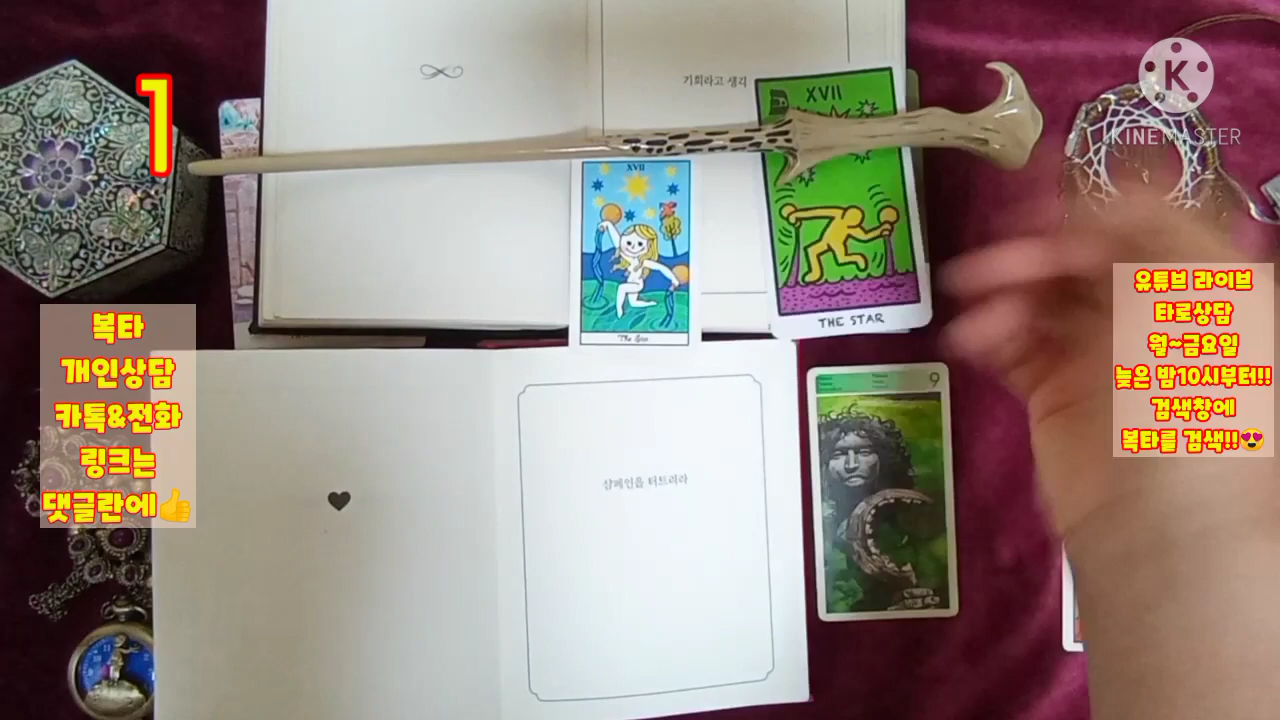 1
기회라고 생각
XVII
XVII
THE STAR
The Star
9
샴페인을 터뜨려라
복타
개인상담
카톡&전화
링크는
댓글란에👍
K
KINEMASTER
유튜브 라이브
타로상담
월~금요일
늦은 밤10시부터!!
검색창에
복타를 검색!!😍